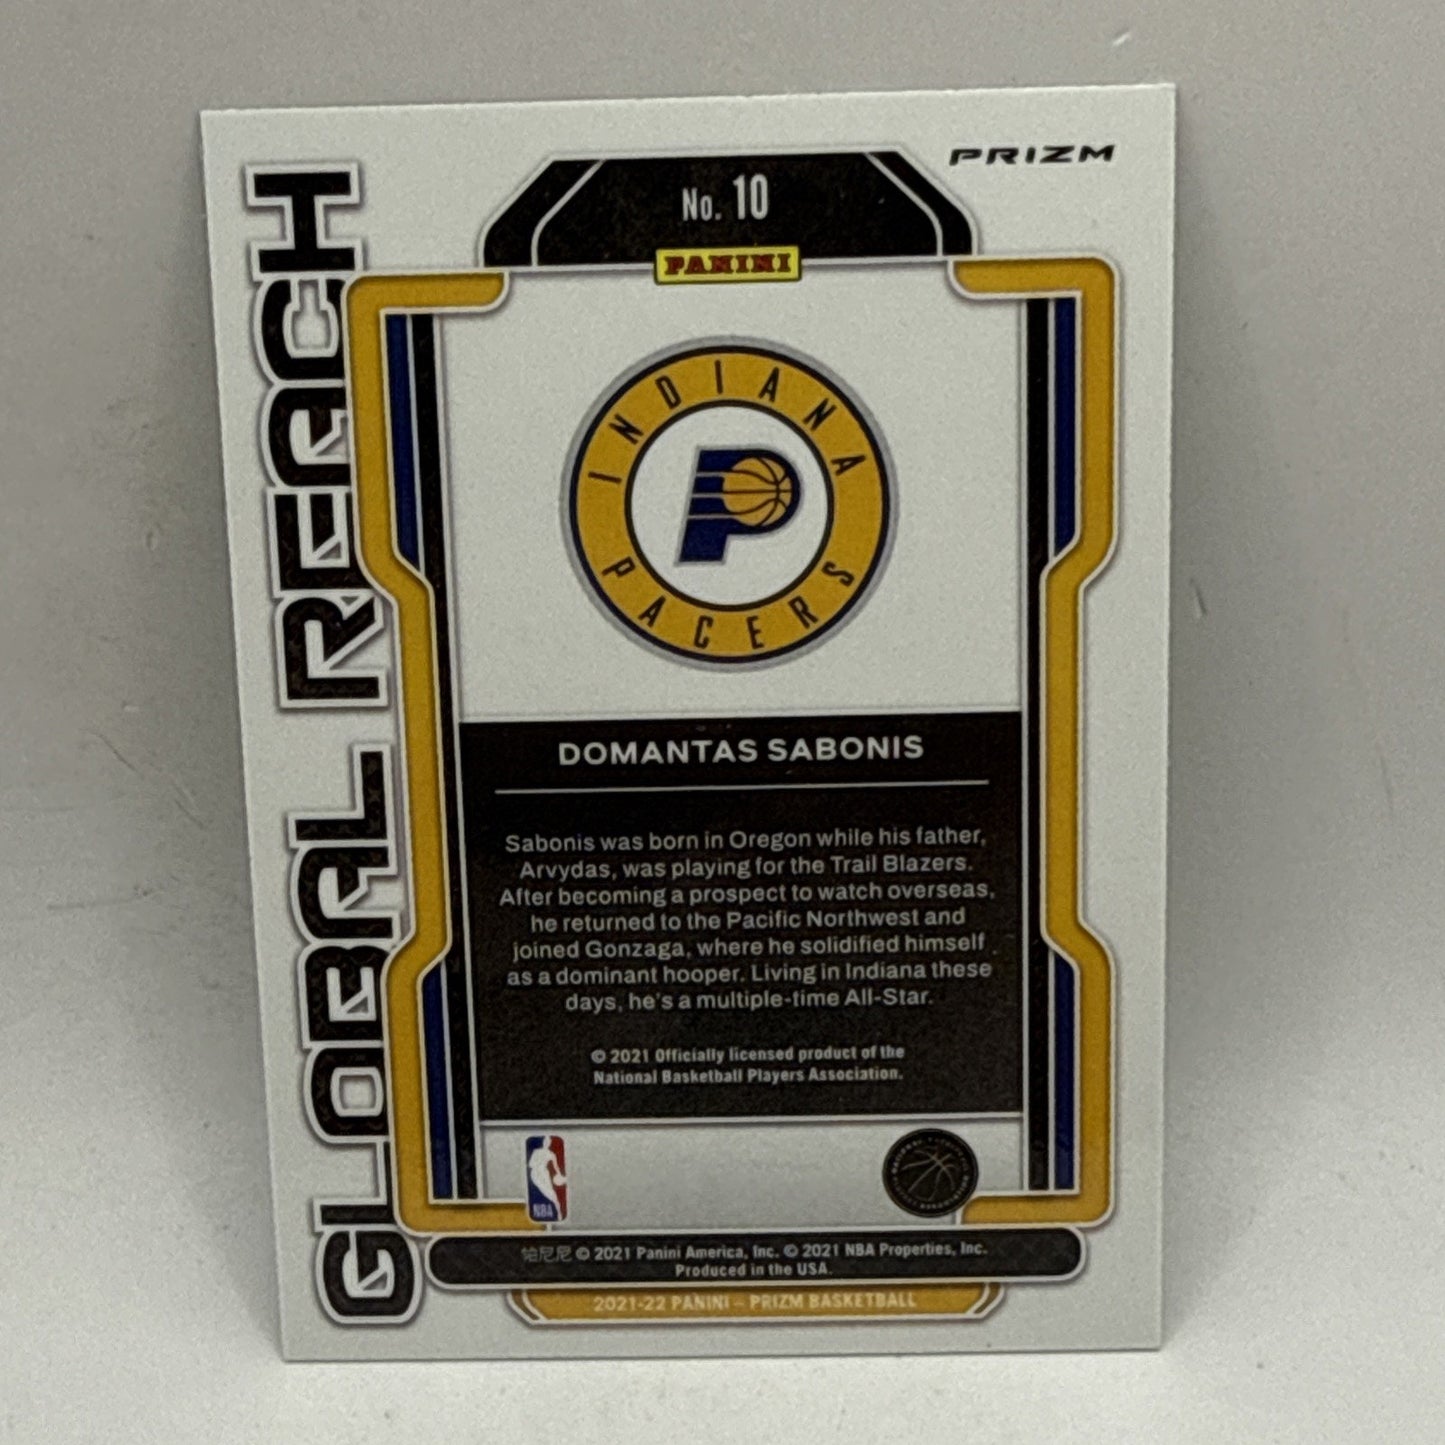 PRIZM
No. 10
PANINI
GLOBAL REACH
INDIANA
PACERS
DOMANTAS SABONIS
Sabonis was born in Oregon while his father,
Arvydas, was playing for the Trail Blazers.
After becoming a prospect to watch overseas,
he returned to the Pacific Northwest and
joined Gonzaga, where he solidified himself
as a dominant hooper. Living in Indiana these
days, he's a multiple-time All-Star.
© 2021 Officially licensed product of the
National Basketball Players Association.
NBA
帕尼尼 © 2021 Panini America, Inc. © 2021 NBA Properties, Inc.
Produced in the USA.
2021-22 PANINI – PRIZM BASKETBALL